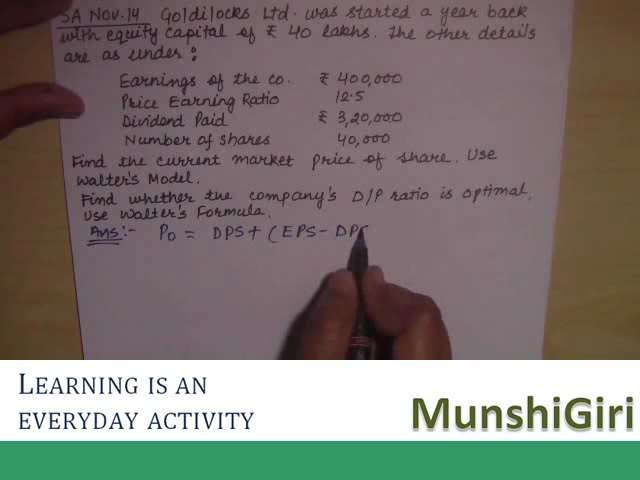 SA NOV.14 Goldilocks Ltd. was started a year back
with equity capital of ₹ 40 lakhs. The other details
are as under:
Earnings of the co. ₹ 400,000
Price Earning Ratio 12.5
Dividend Paid ₹ 3,20,000
Number of shares 40,000
Find the current market price of share. Use
Walter's Model.
Find whether the company's D/P ratio is optimal,
Use Walter's Formula.
Ans:- P0 = DPS + (EPS - DPS
LEARNING IS AN
EVERYDAY ACTIVITY
MunshiGiri